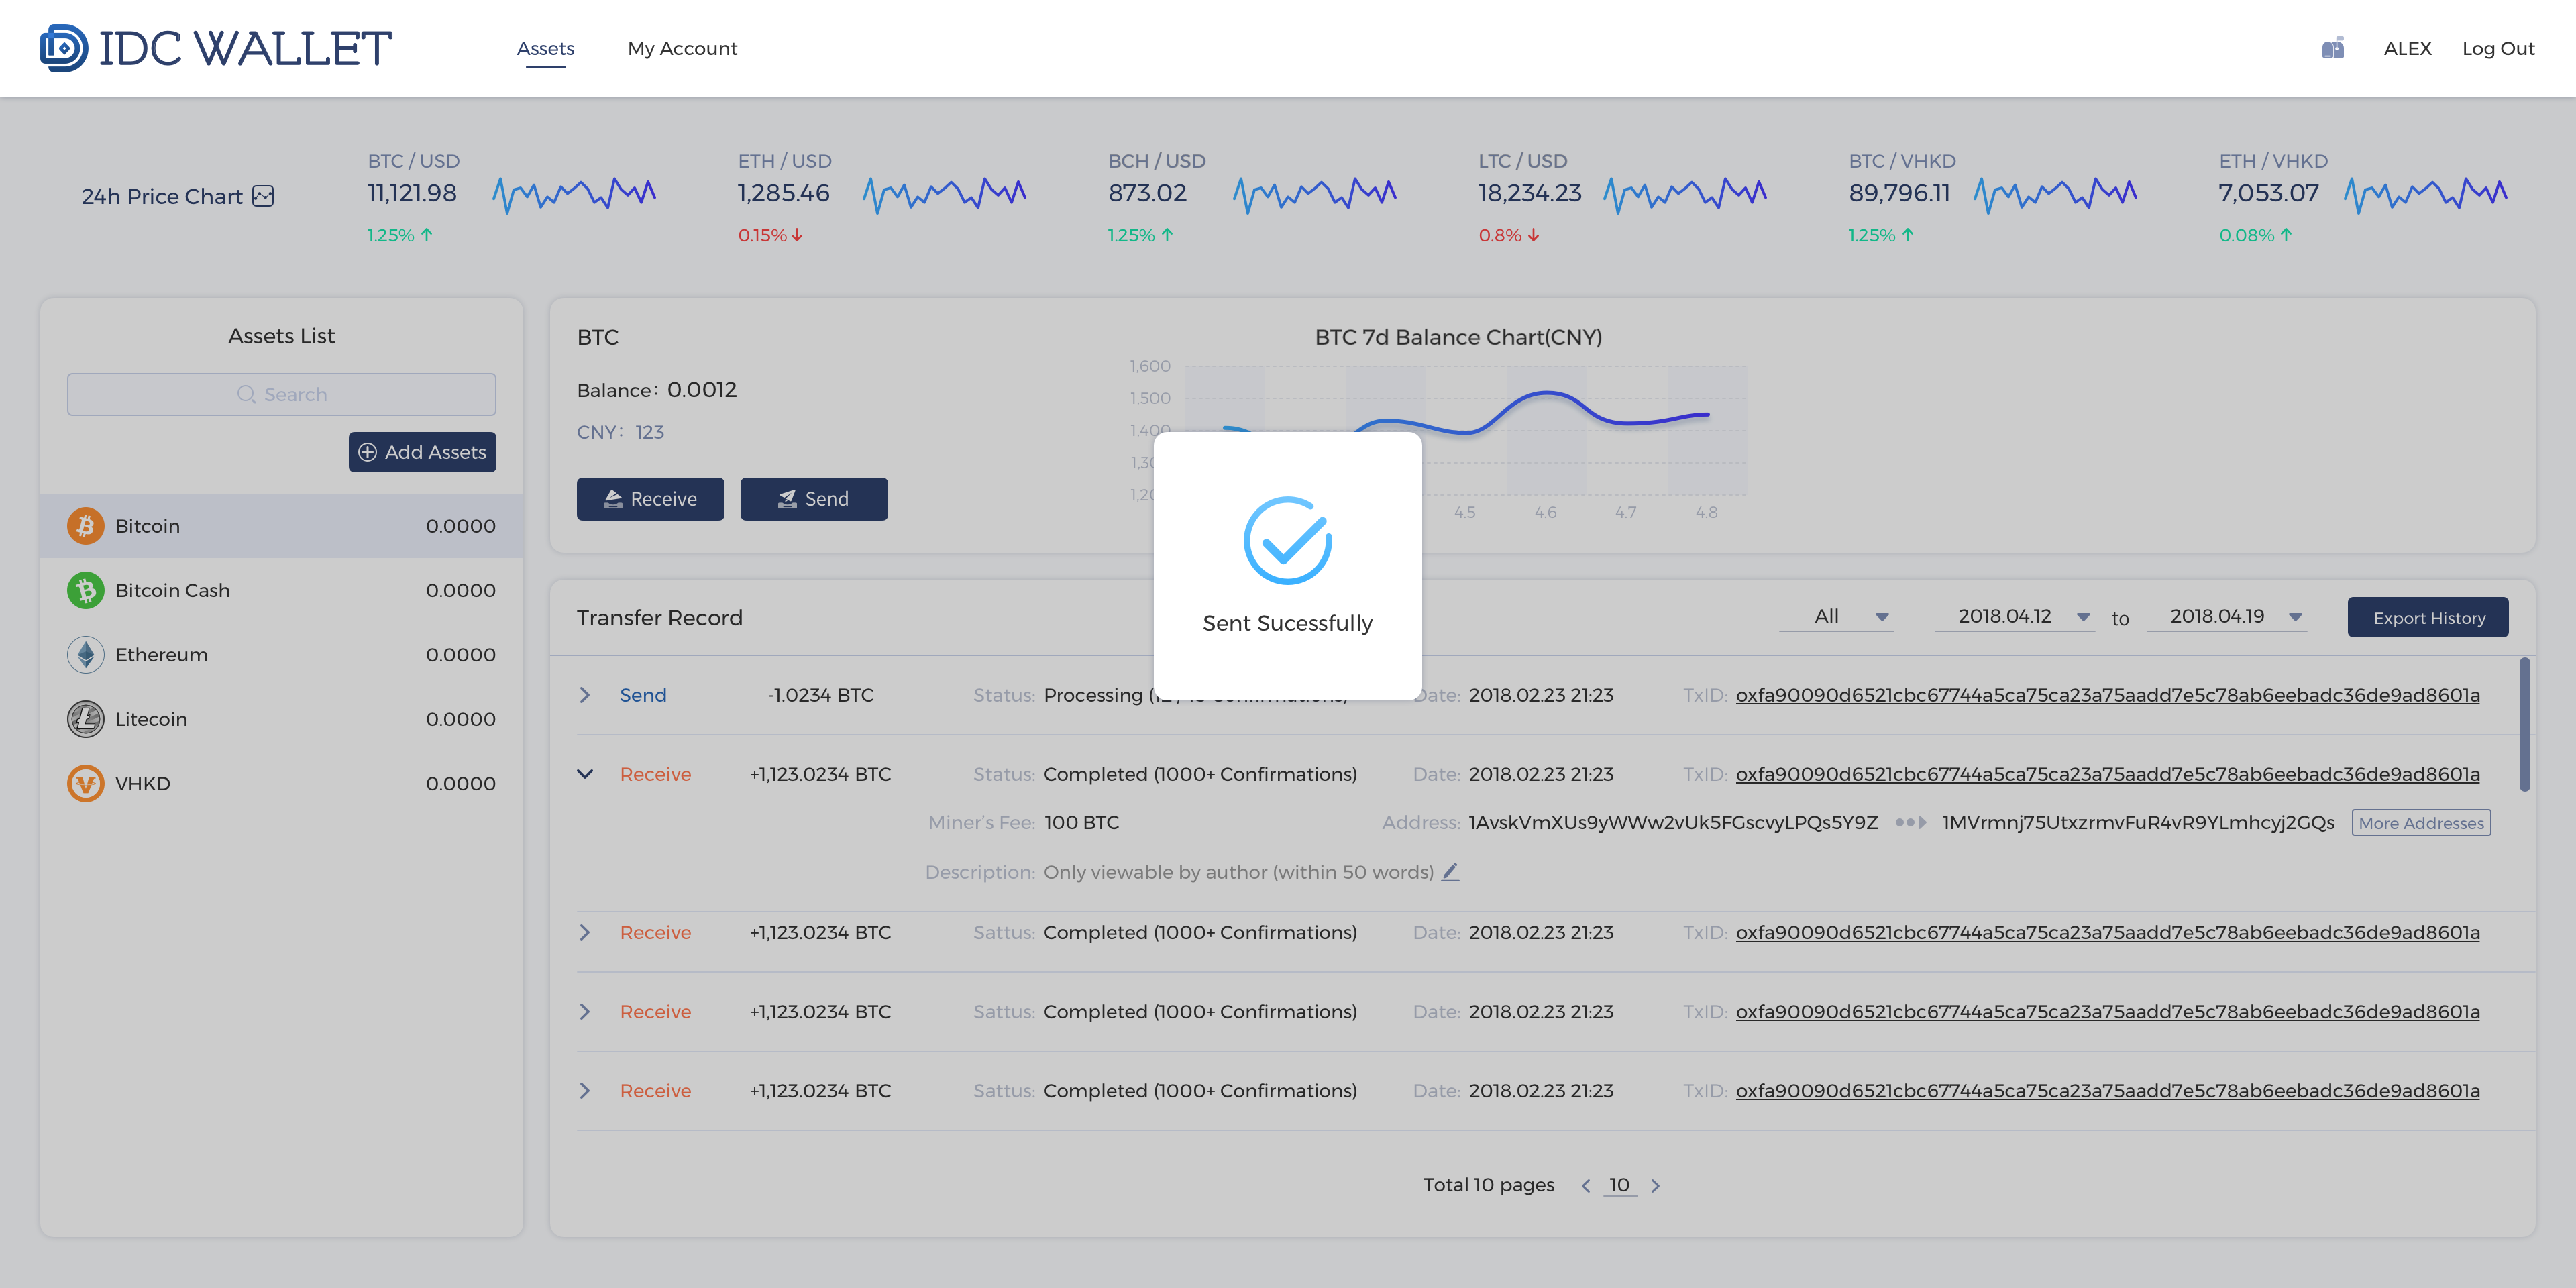 IDC WALLET
Assets
My Account
ALEX
Log Out
24h Price Chart
BTC / USD
11,121.98
1.25%
ETH / USD
1,285.46
0.15%
BCH / USD
873.02
1.25%
LTC / USD
18,234.23
0.8%
BTC / VHKD
89,796.11
1.25%
ETH / VHKD
7,053.07
0.08%
Assets List
Search
Add Assets
Bitcoin 0.0000
Bitcoin Cash 0.0000
Ethereum 0.0000
Litecoin 0.0000
VHKD 0.0000
BTC
Balance: 0.0012
CNY: 123
Receive
Send
BTC 7d Balance Chart(CNY)
1,600
1,500
1,400
4.5 4.6 4.7 4.8
Sent Sucessfully
Transfer Record
All
2018.04.12 to 2018.04.19
Export History
Send -1.0234 BTC Status: Processing Date: 2018.02.23 21:23 TxID: oxfa90090d6521cbc67744a5ca75ca23a75aadd7e5c78ab6eebadc36de9ad8601a
Receive +1,123.0234 BTC Status: Completed (1000+ Confirmations) Date: 2018.02.23 21:23 TxID: oxfa90090d6521cbc67744a5ca75ca23a75aadd7e5c78ab6eebadc36de9ad8601a
Miner's Fee: 100 BTC Address: 1AvskVmXUs9yWWw2vUk5FGscvyLPQs5Y9Z 1MVrmnj75UtxzrmvFuR4vR9YLmhcyj2GQs More Addresses
Description: Only viewable by author (within 50 words)
Receive +1,123.0234 BTC Sattus: Completed (1000+ Confirmations) Date: 2018.02.23 21:23 TxID: oxfa90090d6521cbc67744a5ca75ca23a75aadd7e5c78ab6eebadc36de9ad8601a
Receive +1,123.0234 BTC Sattus: Completed (1000+ Confirmations) Date: 2018.02.23 21:23 TxID: oxfa90090d6521cbc67744a5ca75ca23a75aadd7e5c78ab6eebadc36de9ad8601a
Receive +1,123.0234 BTC Sattus: Completed (1000+ Confirmations) Date: 2018.02.23 21:23 TxID: oxfa90090d6521cbc67744a5ca75ca23a75aadd7e5c78ab6eebadc36de9ad8601a
Total 10 pages
10